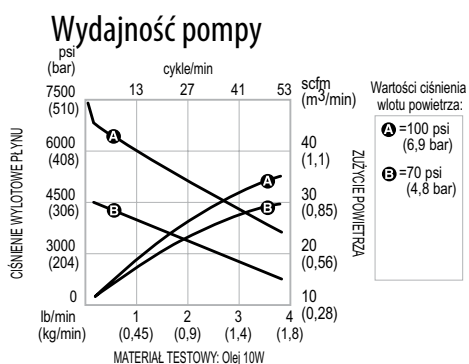 Wydajność pompy
psi
(bar)
cykle/min
13 27 41 53
scfm
(m3/min)
7500
(510)
6000
(408)
4500
(306)
3000
(204)
0
CIŚNIENIE WYLOTOWE PŁYNU
A
B
A
B
40
(1,1)
30
(0,85)
20
(0,56)
10
(0,28)
ZUŻYCIE POWIETRZA
lb/min
(kg/min)
1 2 3 4
(0,45) (0,9) (1,4) (1,8)
MATERIAŁ TESTOWY: Olej 10W
Wartości ciśnienia
wlotu powietrza:
A =100 psi
(6,9 bar)
B =70 psi
(4,8 bar)